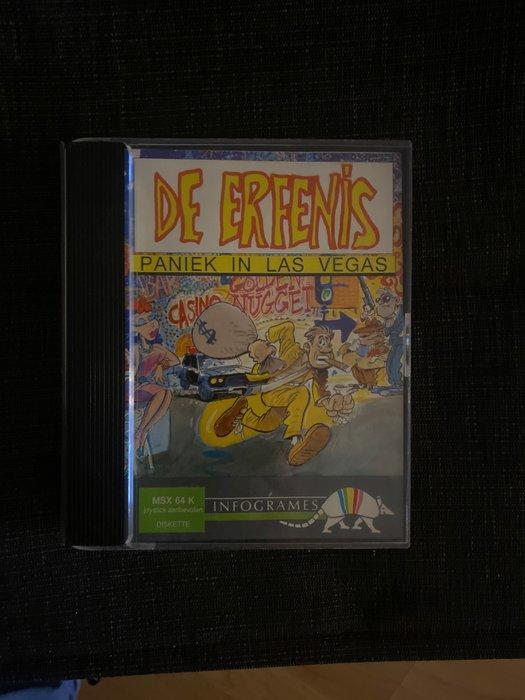 DE ERFENIS
PANIEK IN LAS VEGAS
BAR
GOLDEN
CASINO NUGGET
$
MSX 64 K
joystick aanbevolen
DISKETTE
INFOGRAMES